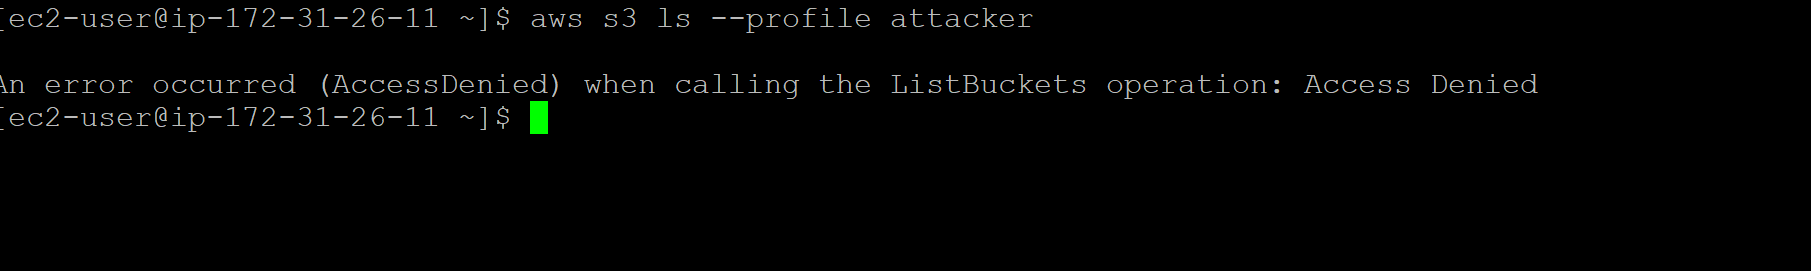 [ec2-user@ip-172-31-26-11 ~]$ aws s3 ls --profile attacker
An error occurred (AccessDenied) when calling the ListBuckets operation: Access Denied
[ec2-user@ip-172-31-26-11 ~]$